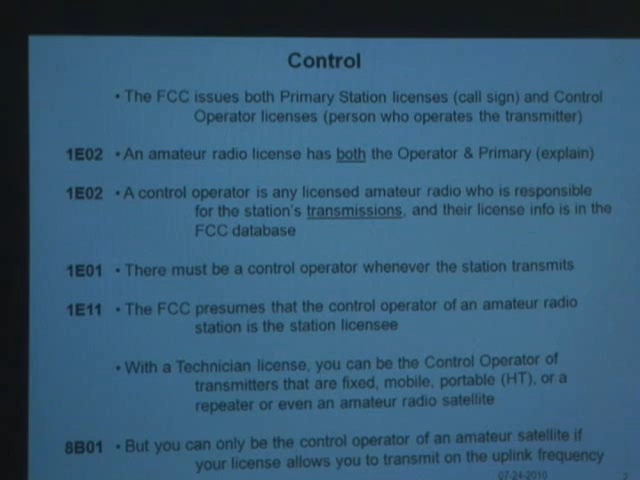 Control
• The FCC issues both Primary Station licenses (call sign) and Control
Operator licenses (person who operates the transmitter)
1E02 • An amateur radio license has both the Operator & Primary (explain)
1E02 • A control operator is any licensed amateur radio who is responsible
for the station's transmissions, and their license info is in the
FCC database
1E01 • There must be a control operator whenever the station transmits
1E11 • The FCC presumes that the control operator of an amateur radio
station is the station licensee
• With a Technician license, you can be the Control Operator of
transmitters that are fixed, mobile, portable (HT), or a
repeater or even an amateur radio satellite
8B01 • But you can only be the control operator of an amateur satellite if
your license allows you to transmit on the uplink frequency
07-24-2010